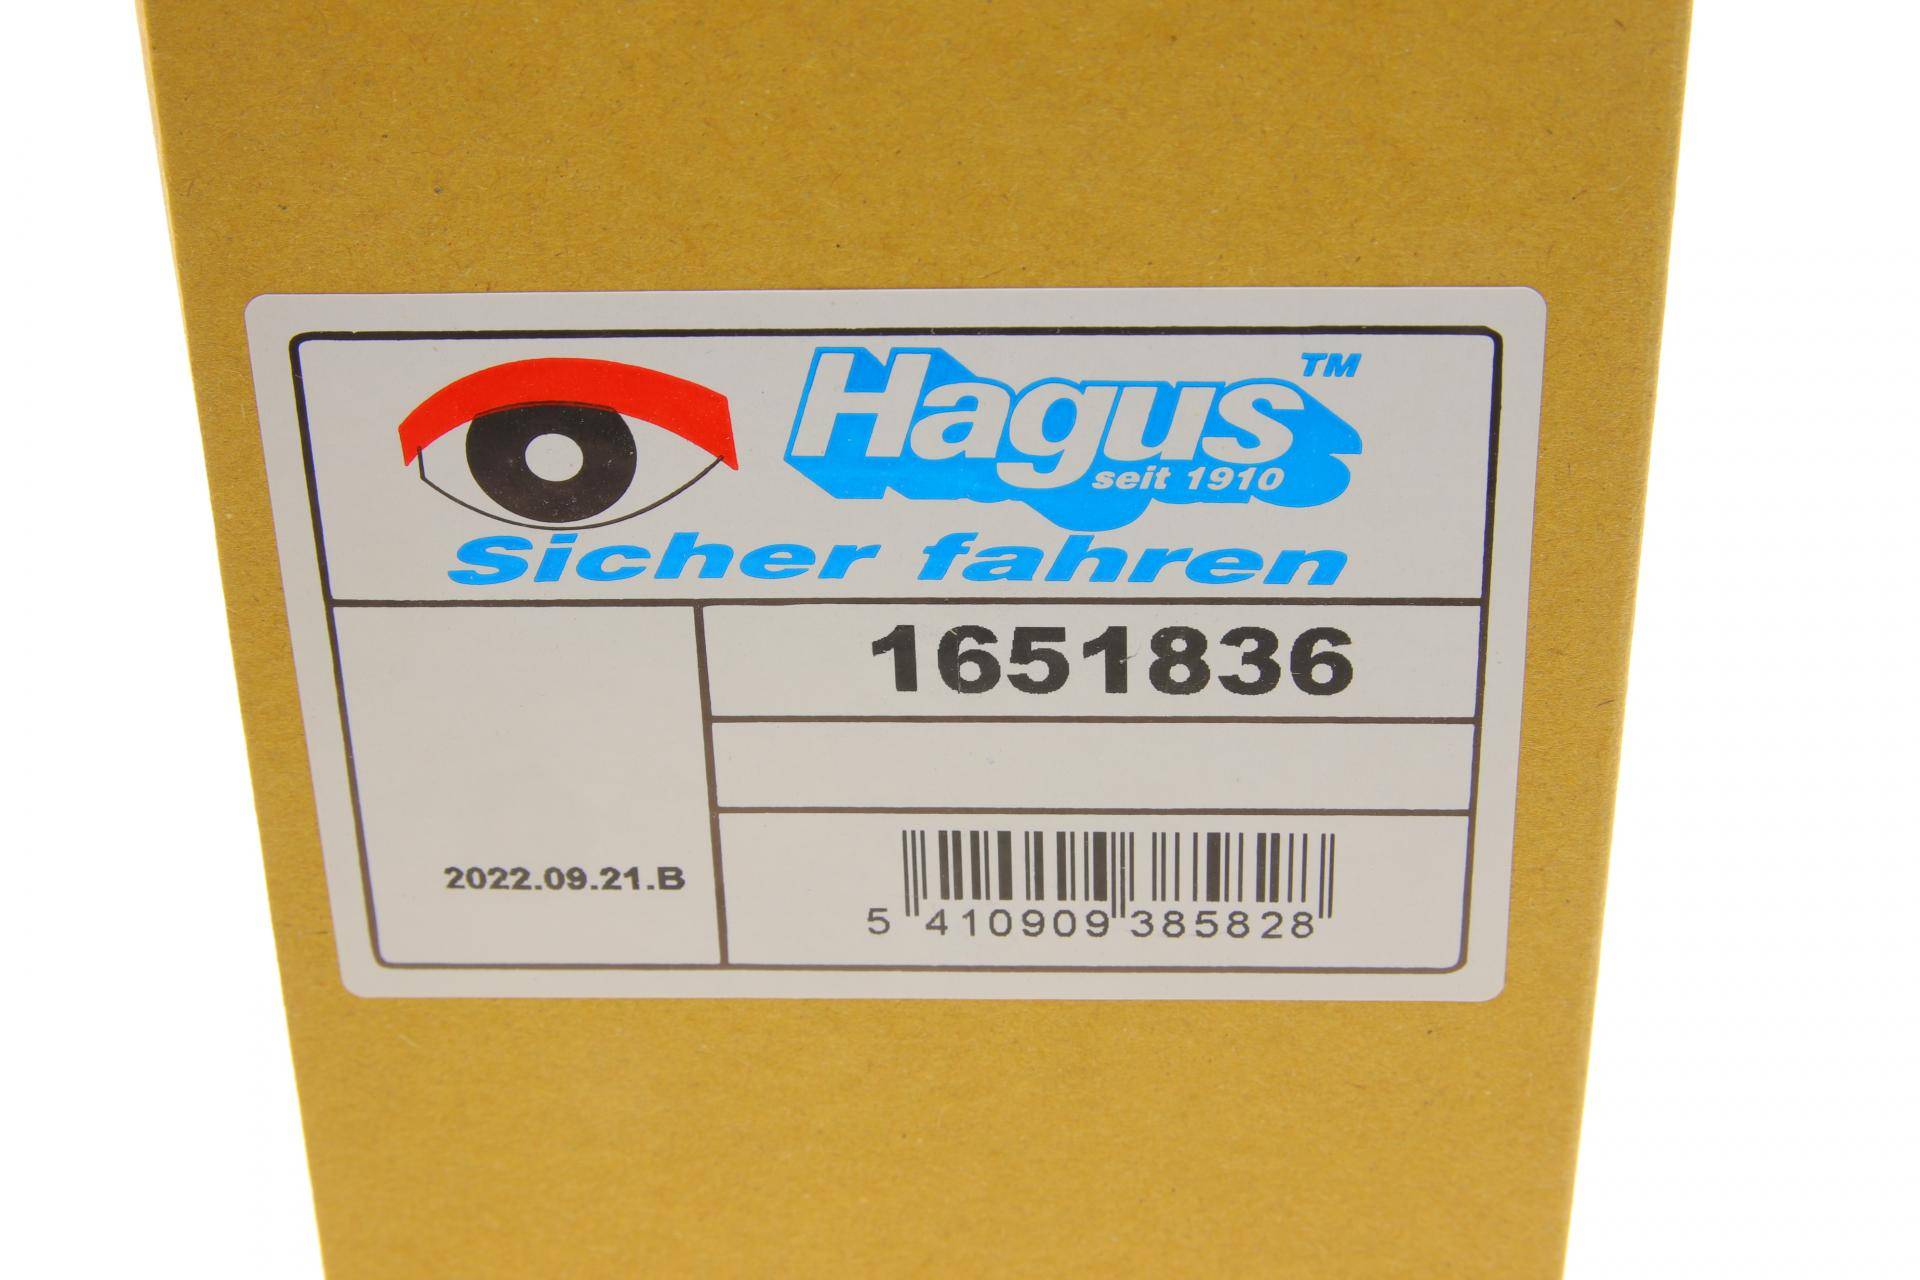 Hagus™
seit 1910
Sicher fahren
1651836
2022.09.21.B
5 410909 385828